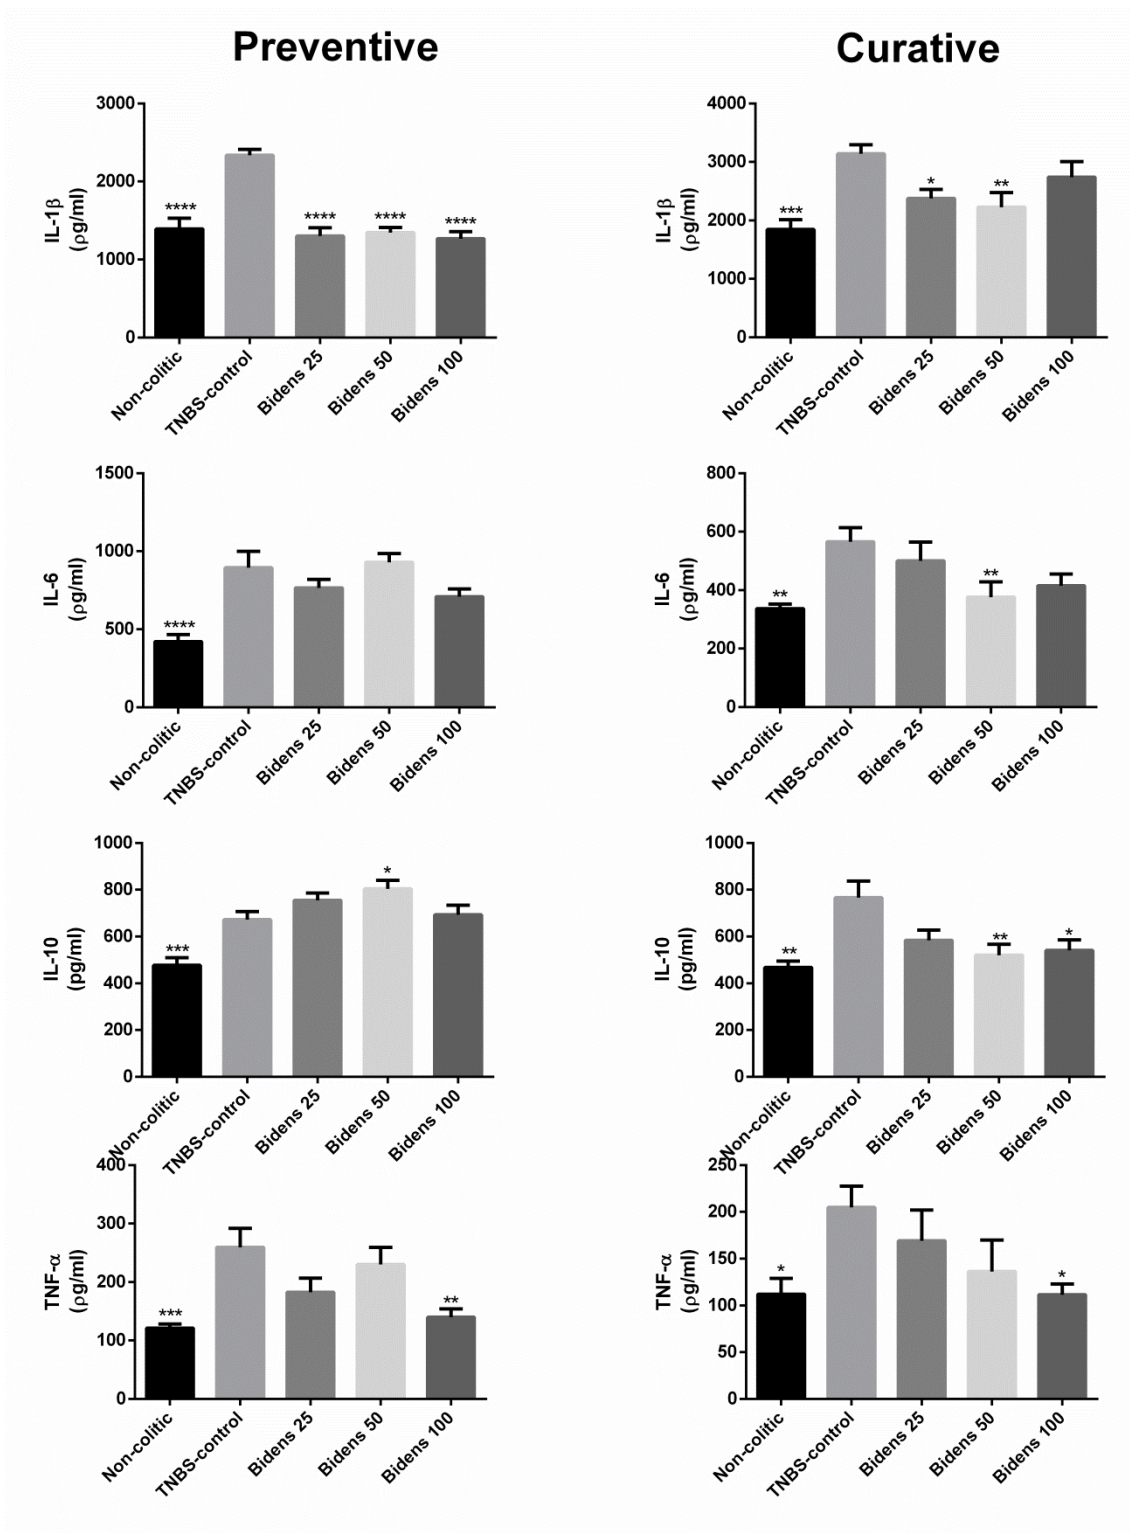 Preventive
Curative
IL-1β
(ρg/ml)
3000
2000
1000
0
****
****
****
****
Non-colitic
TNBS-control
Bidens 25
Bidens 50
Bidens 100
IL-1β
(ρg/ml)
4000
3000
2000
1000
0
***
*
**
Non-colitic
TNBS-control
Bidens 25
Bidens 50
Bidens 100
IL-6
(ρg/ml)
1500
1000
500
0
****
Non-colitic
TNBS-control
Bidens 25
Bidens 50
Bidens 100
IL-6
(ρg/ml)
800
600
400
200
0
**
**
Non-colitic
TNBS-control
Bidens 25
Bidens 50
Bidens 100
IL-10
(pg/ml)
1000
800
600
400
200
0
***
*
Non-colitic
TNBS-control
Bidens 25
Bidens 50
Bidens 100
IL-10
(pg/ml)
1000
800
600
400
200
0
**
**
*
Non-colitic
TNBS-control
Bidens 25
Bidens 50
Bidens 100
TNF-α
(ρg/ml)
400
300
200
100
0
***
**
Non-colitic
TNBS-control
Bidens 25
Bidens 50
Bidens 100
TNF-α
(ρg/ml)
250
200
150
100
50
0
*
*
Non-colitic
TNBS-control
Bidens 25
Bidens 50
Bidens 100